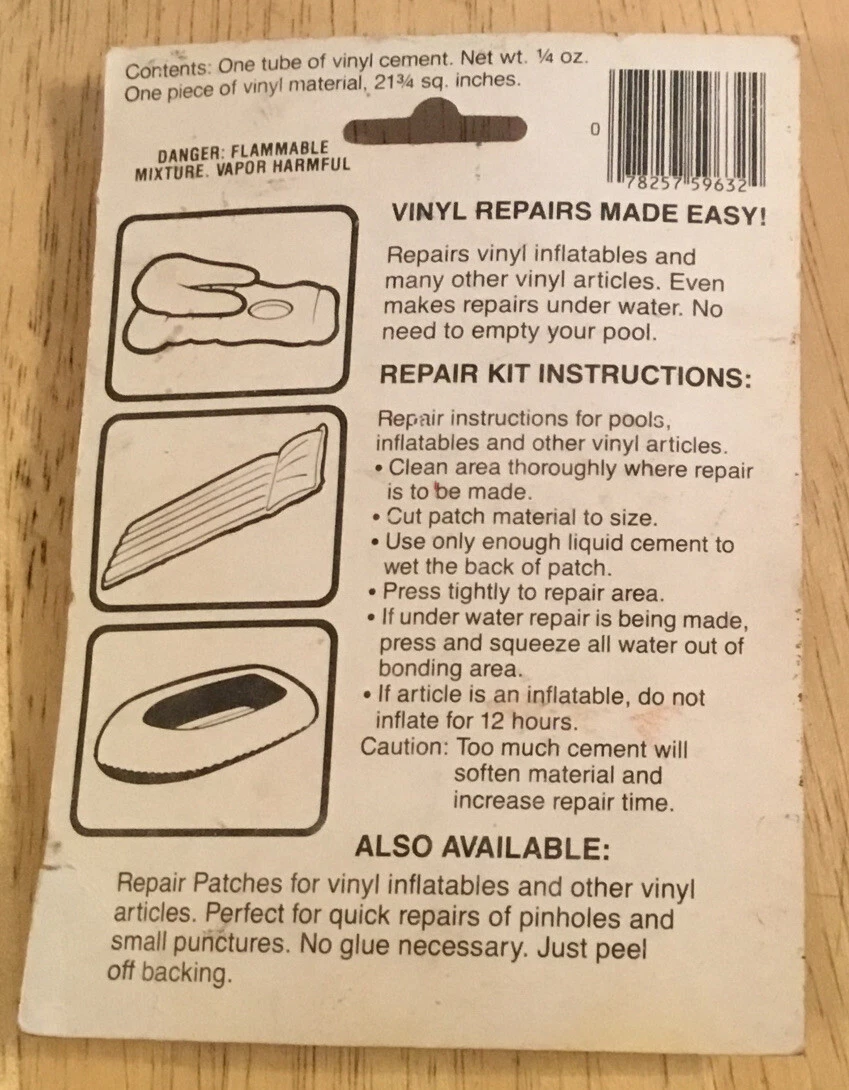 Contents: One tube of vinyl cement. Net wt. ¼ oz.
One piece of vinyl material, 21¾ sq. inches.
DANGER: FLAMMABLE
MIXTURE. VAPOR HARMFUL
0
78257 59632
VINYL REPAIRS MADE EASY!
Repairs vinyl inflatables and
many other vinyl articles. Even
makes repairs under water. No
need to empty your pool.
REPAIR KIT INSTRUCTIONS:
Repair instructions for pools,
inflatables and other vinyl articles.
• Clean area thoroughly where repair
is to be made.
• Cut patch material to size.
• Use only enough liquid cement to
wet the back of patch.
• Press tightly to repair area.
• If under water repair is being made,
press and squeeze all water out of
bonding area.
• If article is an inflatable, do not
inflate for 12 hours.
Caution: Too much cement will
soften material and
increase repair time.
ALSO AVAILABLE:
Repair Patches for vinyl inflatables and other vinyl
articles. Perfect for quick repairs of pinholes and
small punctures. No glue necessary. Just peel
off backing.